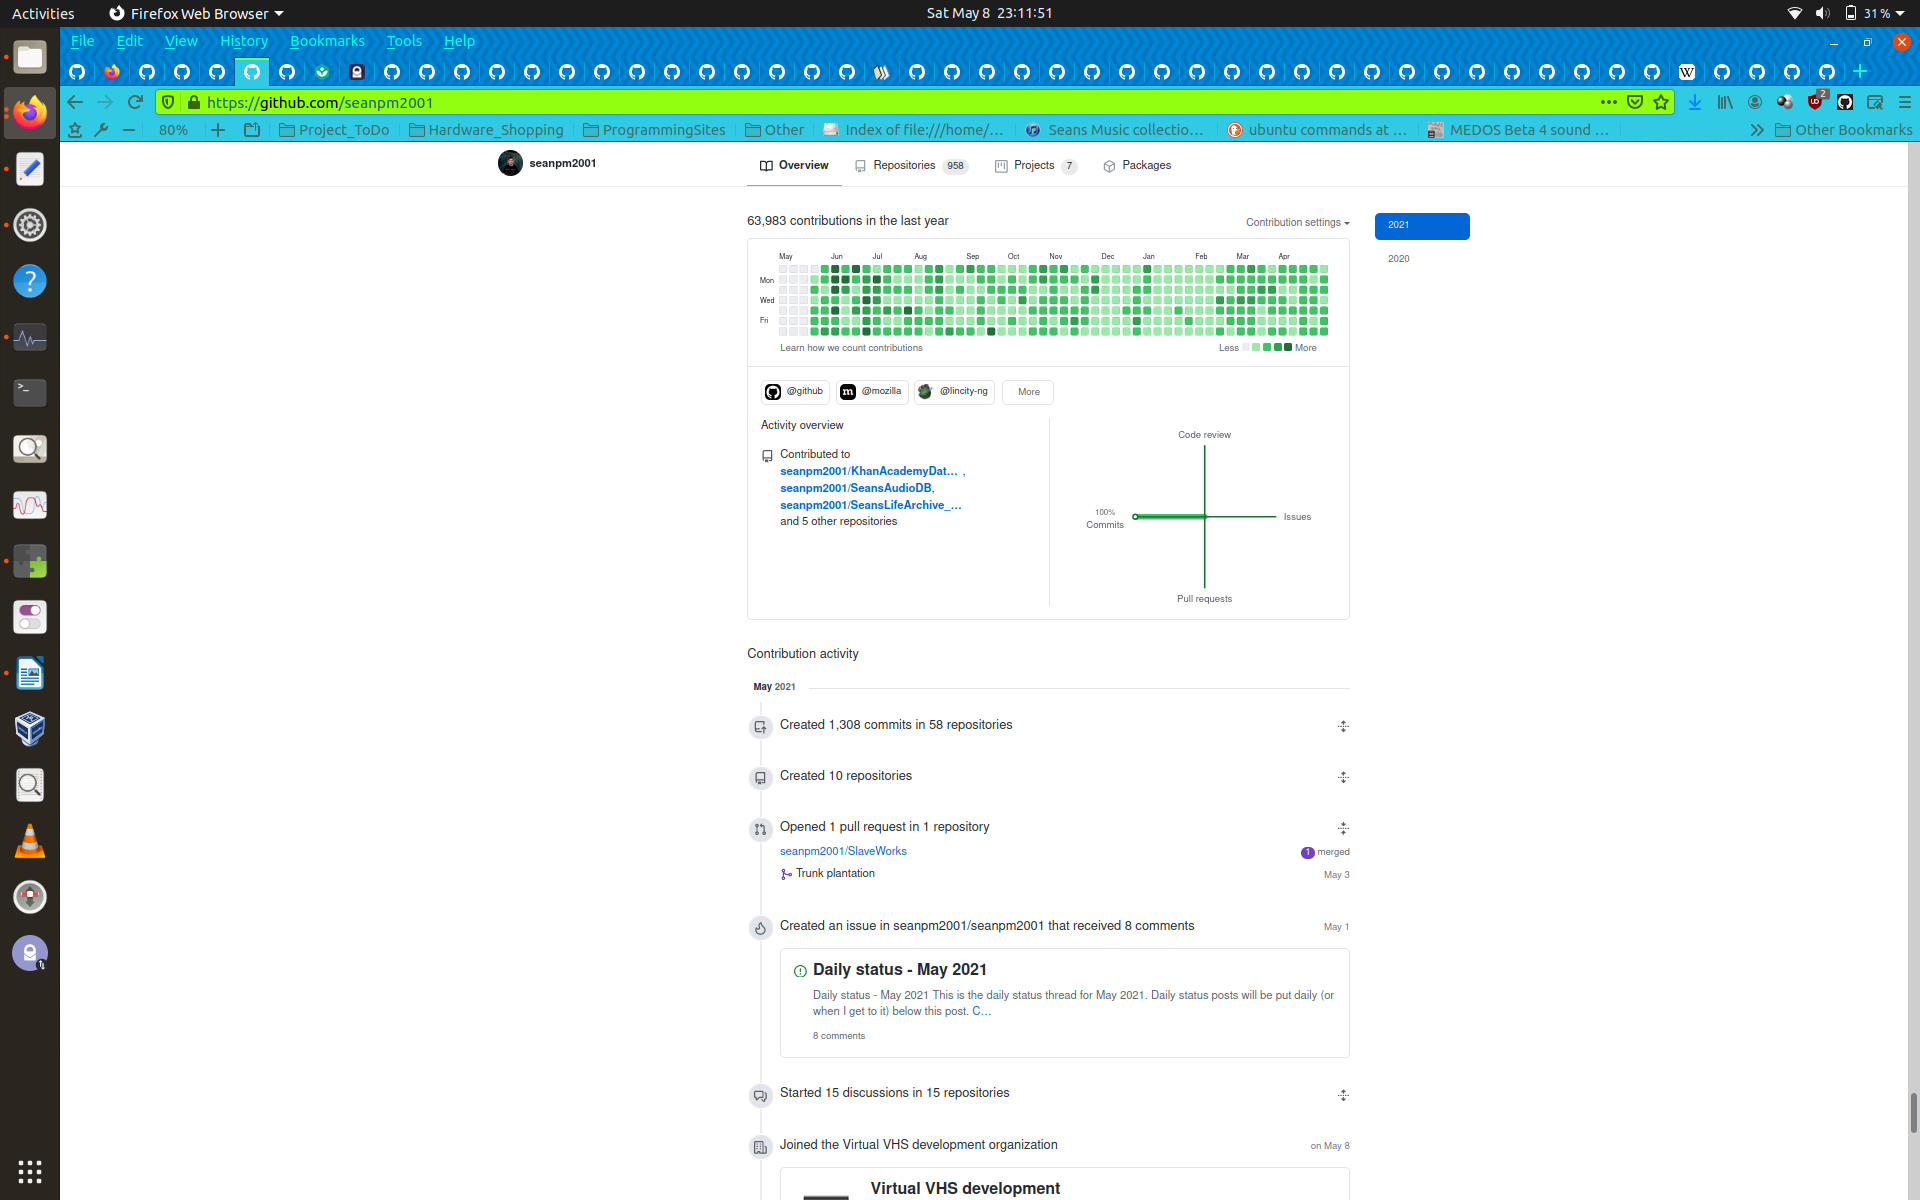 Activities
Firefox Web Browser
Sat May 8 23:11:51
31 %
File Edit View History Bookmarks Tools Help
W
https://github.com/seanpm2001
2
80%
Project_ToDo
Hardware_Shopping
ProgrammingSites
Other
Index of file:///home/...
Seans Music collectio...
ubuntu commands at ...
MEDOS Beta 4 sound ...
Other Bookmarks
seanpm2001
Overview
Repositories 958
Projects 7
Packages
63,983 contributions in the last year
Contribution settings
2021
2020
May Jun Jul Aug Sep Oct Nov Dec Jan Feb Mar Apr
Mon
Wed
Fri
Learn how we count contributions
Less More
@github
m @mozilla
@lincity-ng
More
Activity overview
Contributed to
seanpm2001/KhanAcademyDat... ,
seanpm2001/SeansAudioDB,
seanpm2001/SeansLifeArchive_...
and 5 other repositories
Code review
100%
Commits
Issues
Pull requests
Contribution activity
May 2021
Created 1,308 commits in 58 repositories
Created 10 repositories
Opened 1 pull request in 1 repository
seanpm2001/SlaveWorks
1 merged
Trunk plantation
May 3
Created an issue in seanpm2001/seanpm2001 that received 8 comments
May 1
Daily status - May 2021
Daily status - May 2021 This is the daily status thread for May 2021. Daily status posts will be put daily (or
when I get to it) below this post. C...
8 comments
Started 15 discussions in 15 repositories
Joined the Virtual VHS development organization
on May 8
Virtual VHS development